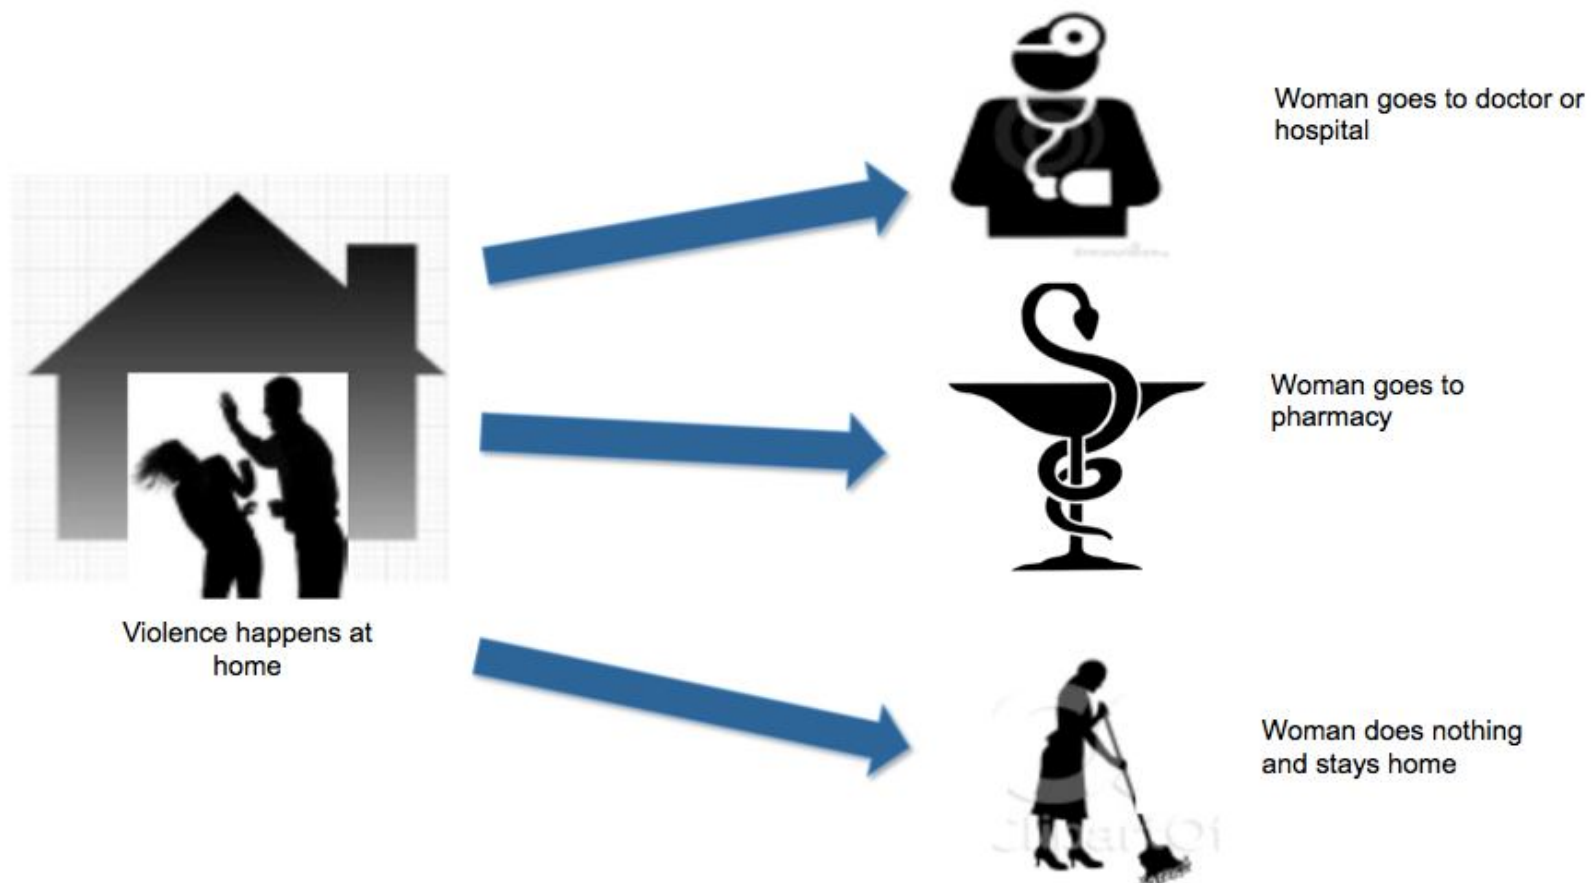 Woman goes to doctor or
hospital
Woman goes to
pharmacy
Violence happens at
home
Woman does nothing
and stays home